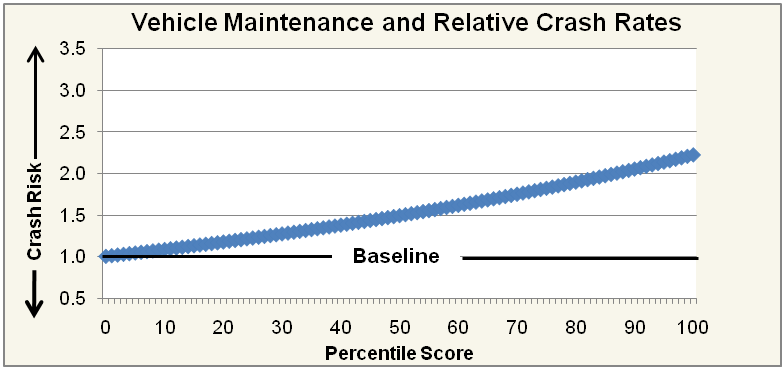 Vehicle Maintenance and Relative Crash Rates
3.5
3.0
2.5
2.0
1.5
1.0
0.5
Crash Risk
Baseline
0 10 20 30 40 50 60 70 80 90 100
Percentile Score